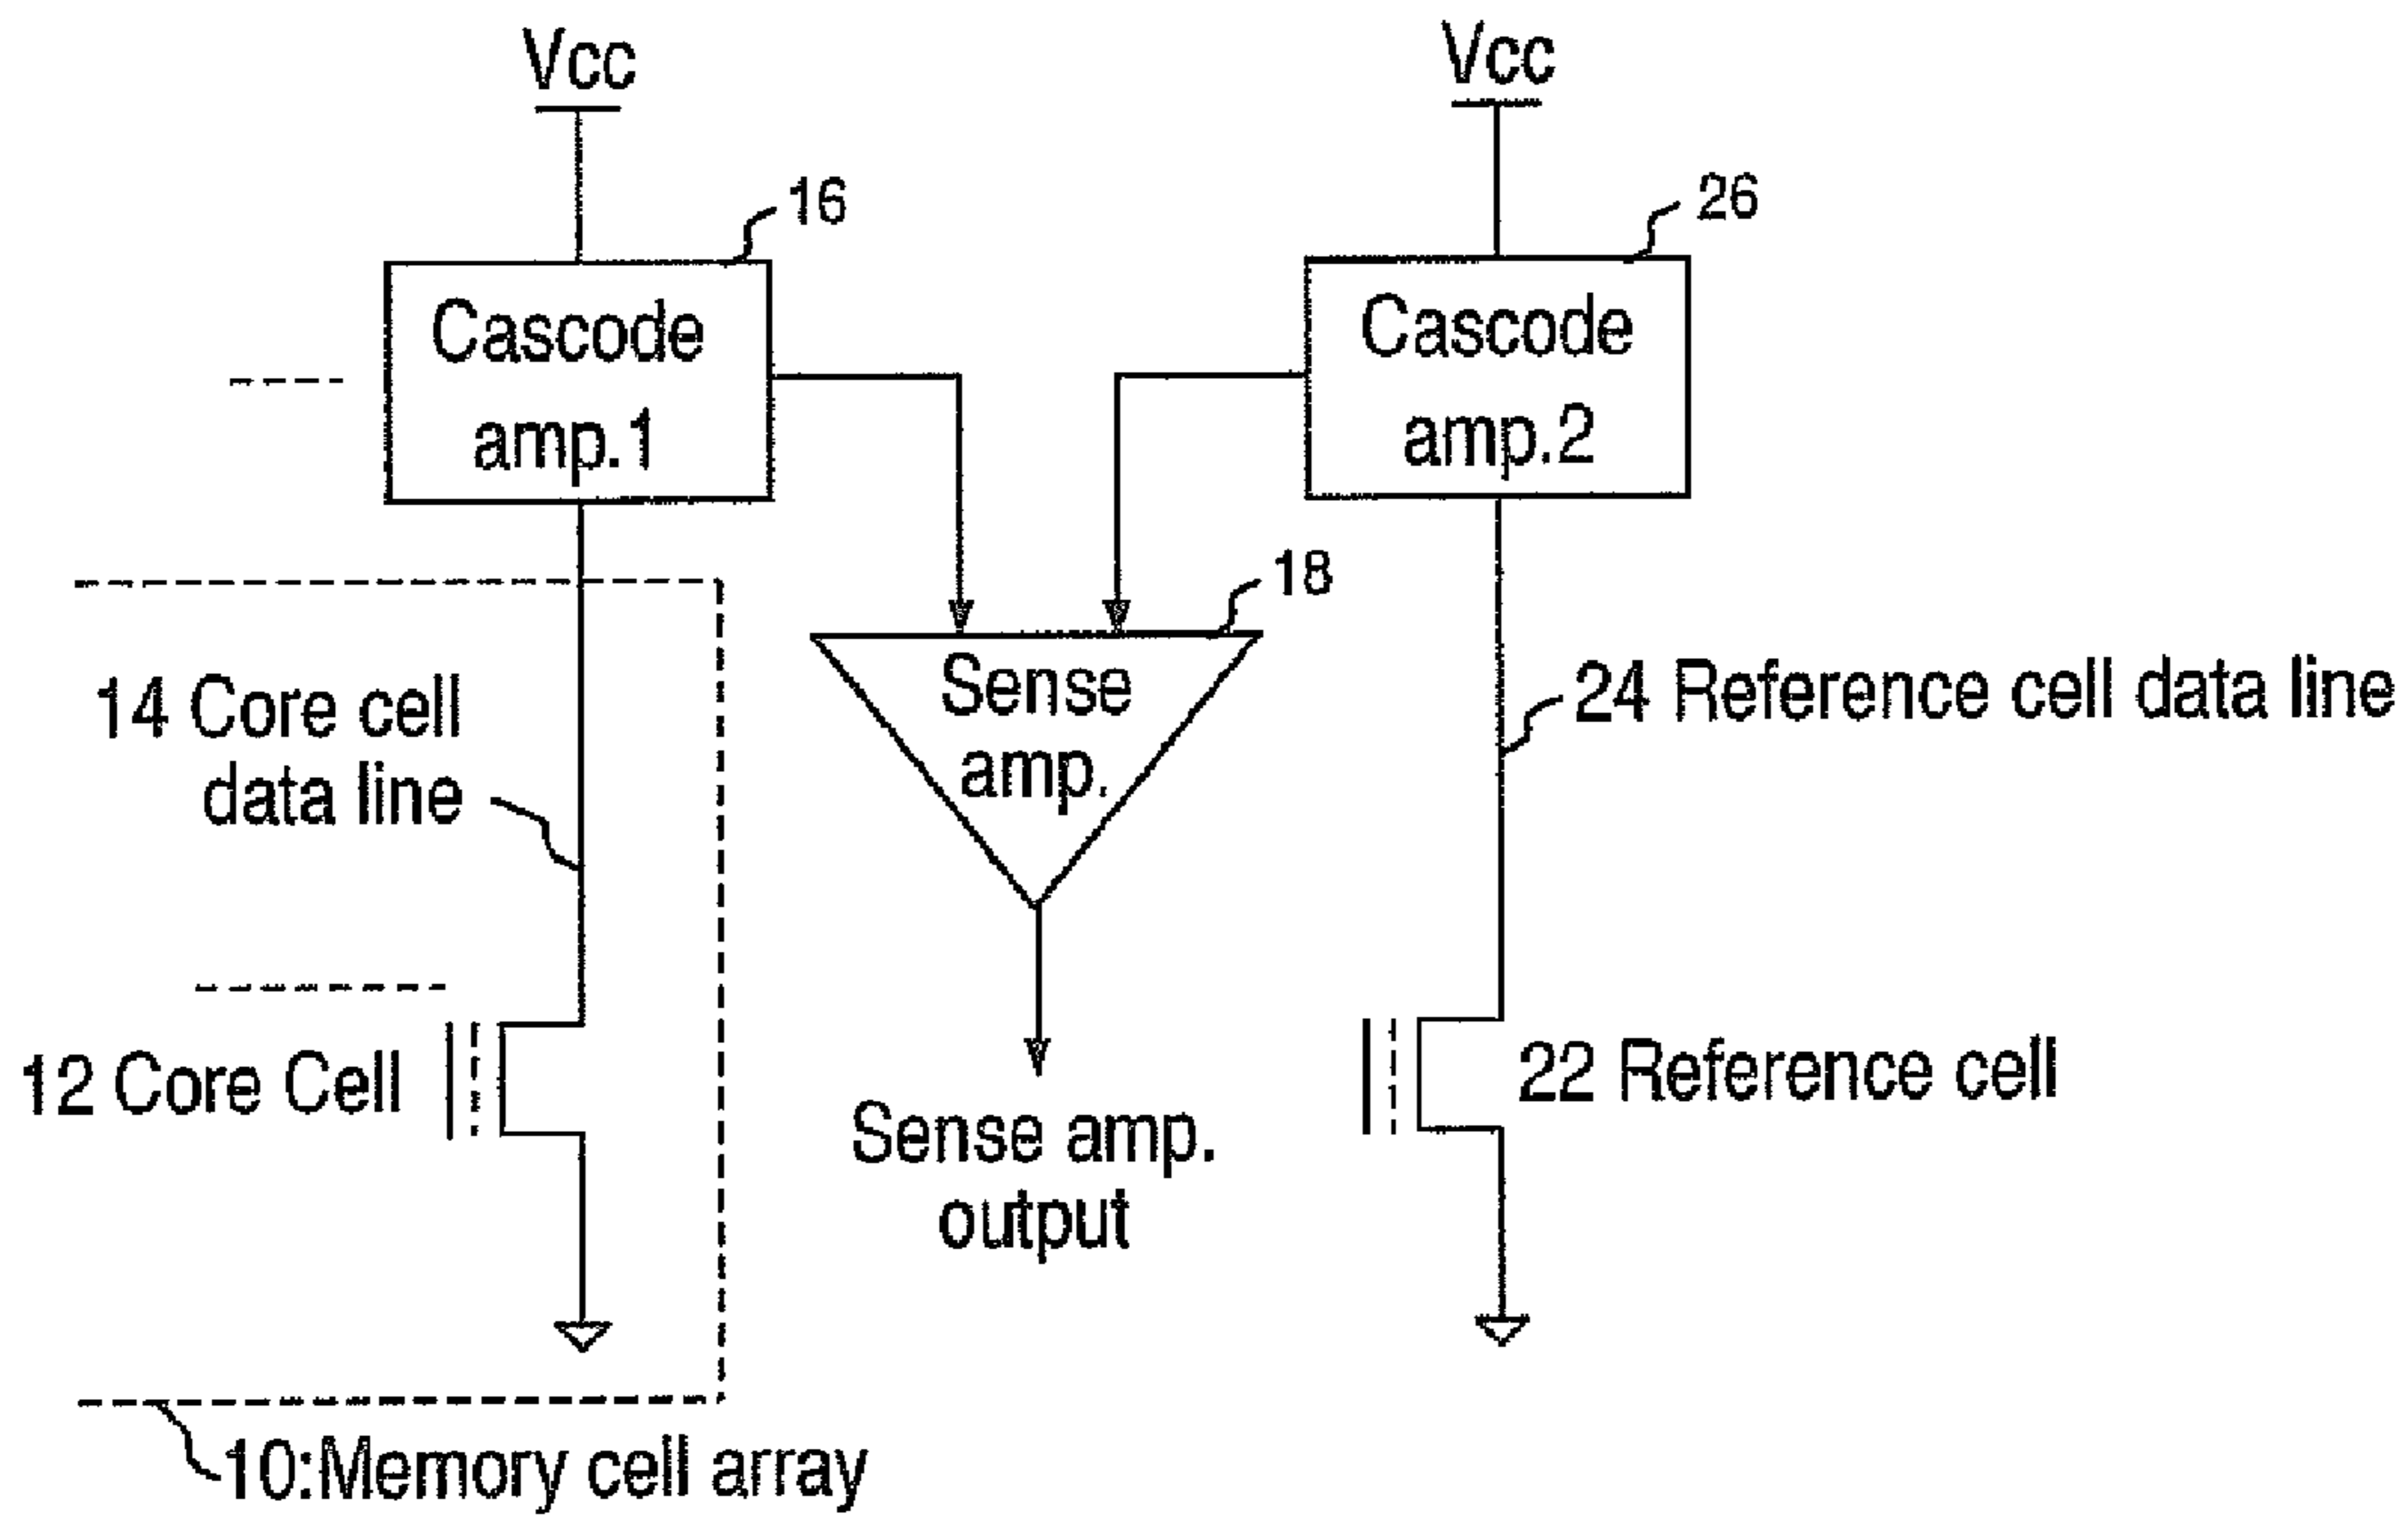 Vcc
Vcc
16
26
Cascode
amp.1
Cascode
amp.2
18
Sense
amp.
14 Core cell
data line
24 Reference cell data line
12 Core Cell
22 Reference cell
Sense amp.
output
10:Memory cell array